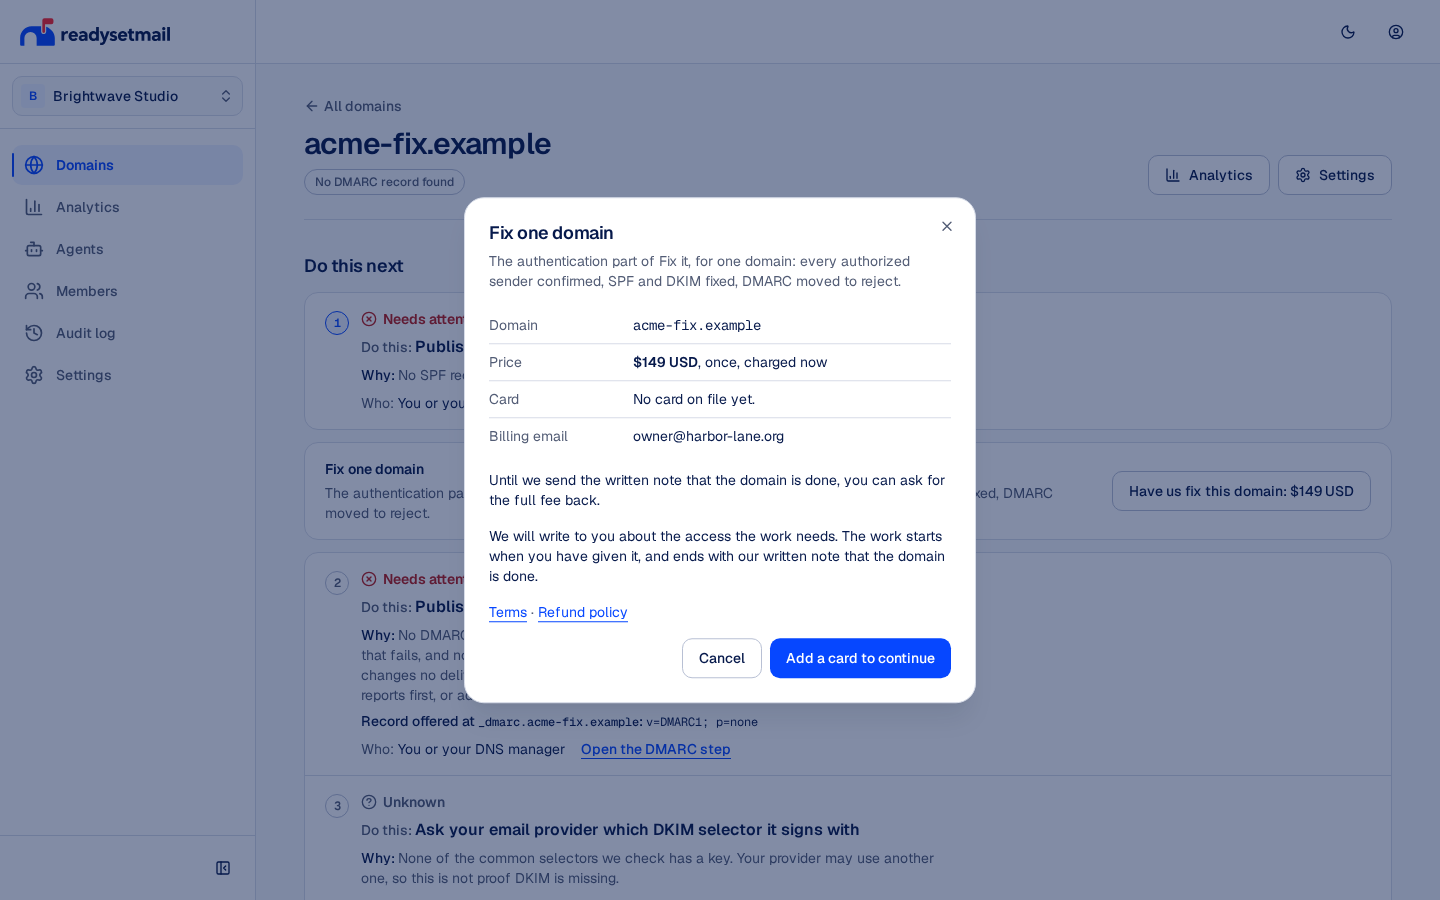 readysetmail
B Brightwave Studio
Domains
Analytics
Agents
Members
Audit log
Settings
All domains
acme-fix.example
No DMARC record found
Analytics
Settings
Do this next
1
Needs atten
Do this: Publis
Why: No SPF re
Who: You or you
Fix one domain
The authentication pa
xed, DMARC
moved to reject.
Have us fix this domain: $149 USD
2
Needs atten
Do this: Publis
Why: No DMARC
that fails, and no
changes no deli
reports first, or a
Record offered at _dmarc.acme-fix.example: v=DMARC1; p=none
Who: You or your DNS manager Open the DMARC step
3
Unknown
Do this: Ask your email provider which DKIM selector it signs with
Why: None of the common selectors we check has a key. Your provider may use another
one, so this is not proof DKIM is missing.
Fix one domain
The authentication part of Fix it, for one domain: every authorized
sender confirmed, SPF and DKIM fixed, DMARC moved to reject.
Domain acme-fix.example
Price $149 USD, once, charged now
Card No card on file yet.
Billing email owner@harbor-lane.org
Until we send the written note that the domain is done, you can ask for
the full fee back.
We will write to you about the access the work needs. The work starts
when you have given it, and ends with our written note that the domain
is done.
Terms · Refund policy
Cancel
Add a card to continue